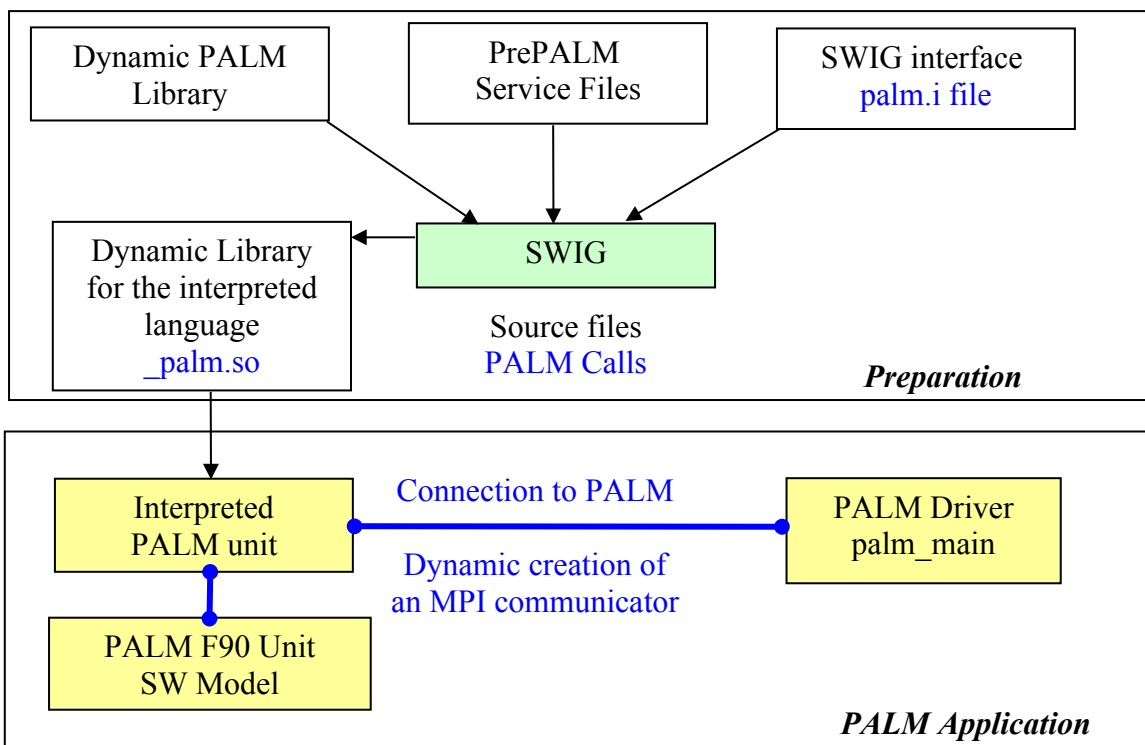 Dynamic PALM
Library
PrePALM
Service Files
SWIG interface
palm.i file
Dynamic Library
for the interpreted
language
_palm.so
SWIG
Source files
PALM Calls
Preparation
Interpreted
PALM unit
Connection to PALM
Dynamic creation of
an MPI communicator
PALM Driver
palm_main
PALM F90 Unit
SW Model
PALM Application